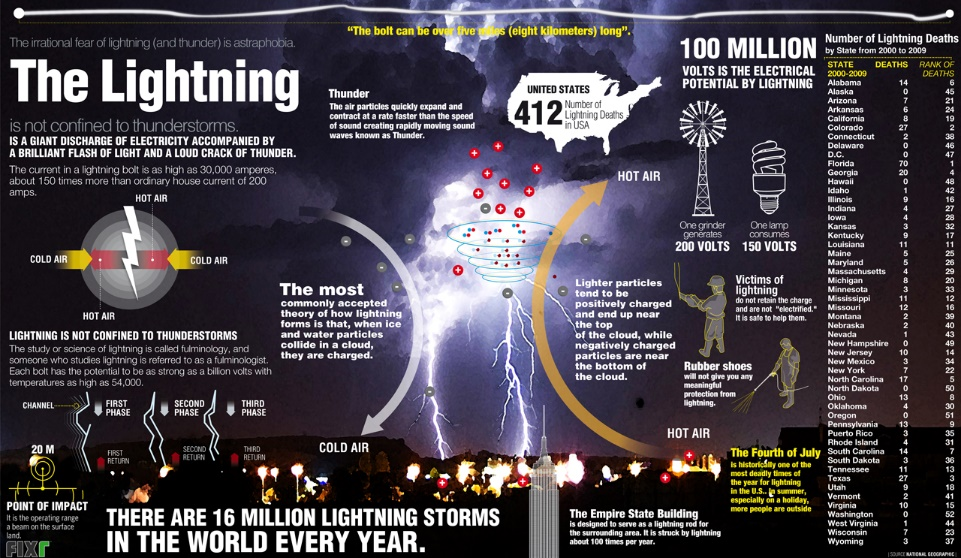 "The bolt can be over five miles (eight kilometers) long".
The irrational fear of lightning (and thunder) is astraphobia.
The Lightning
is not confined to thunderstorms.
IS A GIANT DISCHARGE OF ELECTRICITY ACCOMPANIED BY
A BRILLIANT FLASH OF LIGHT AND A LOUD CRACK OF THUNDER.
The current in a lightning bolt is as high as 30,000 amperes,
about 150 times more than ordinary house current of 200
amps.
HOT AIR
COLD AIR
COLD AIR
HOT AIR
LIGHTNING IS NOT CONFINED TO THUNDERSTORMS
The study or science of lightning is called fulminology, and
someone who studies lightning is referred to as a fulminologist.
Each bolt has the potential to be as strong as a billion volts with
temperatures as high as 54,000.
CHANNEL
FIRST
PHASE
SECOND
PHASE
THIRD
PHASE
FIRST
RETURN
SECOND
RETURN
THIRD
RETURN
20 M
POINT OF IMPACT
It is the operating range
a beam on the surface
land.
FIXr
THERE ARE 16 MILLION LIGHTNING STORMS
IN THE WORLD EVERY YEAR.
Thunder
The air particles quickly expand and
contract at a rate faster than the speed
of sound creating rapidly moving sound
waves known as Thunder.
UNITED STATES
412 Number of
Lightning Deaths
in USA
HOT AIR
The most
commonly accepted
theory of how lightning
forms is that, when ice
and water particles
collide in a cloud,
they are charged.
Lighter particles
tend to be
positively charged
and end up near
the top
of the cloud, while
negatively charged
particles are near
the bottom of
the cloud.
COLD AIR
HOT AIR
The Empire State Building
is designed to serve as a lightning rod for
the surrounding area. It is struck by lightning
about 100 times per year.
100 MILLION
VOLTS IS THE ELECTRICAL
POTENTIAL BY LIGHTNING
One grinder
generates
200 VOLTS
One lamp
consumes
150 VOLTS
Victims of
lightning
do not retain the charge
and are not "electrified."
It is safe to help them.
Rubber shoes
will not give you any
meaningful
protection from
lightning.
The Fourth of July
is historically one of the
most deadly times of
the year for lightning
in the U.S.. In summer,
especially on a holiday,
more people are outside
Number of Lightning Deaths
by State from 2000 to 2009
STATE DEATHS RANK OF
2000-2009 DEATHS
Alabama 14 6
Alaska 0 45
Arizona 7 21
Arkansas 6 24
California 8 19
Colorado 27 2
Connecticut 2 38
Delaware 0 46
D.C. 0 47
Florida 70 1
Georgia 20 4
Hawaii 0 48
Idaho 1 42
Illinois 9 16
Indiana 4 27
Iowa 4 28
Kansas 3 32
Kentucky 9 17
Louisiana 11 11
Maine 5 25
Maryland 5 26
Massachusetts 4 29
Michigan 8 20
Minnesota 3 33
Mississippi 11 12
Missouri 12 16
Montana 2 39
Nebraska 2 40
Nevada 1 43
New Hampshire 0 49
New Jersey 10 14
New Mexico 3 34
New York 7 22
North Carolina 17 5
North Dakota 0 50
Ohio 13 8
Oklahoma 4 30
Oregon 0 51
Pennsylvania 13 9
Puerto Rico 3 35
Rhode Island 4 31
South Carolina 14 7
South Dakota 3 36
Tennessee 11 13
Texas 27 3
Utah 9 18
Vermont 2 41
Virginia 10 15
Washington 0 52
West Virginia 1 44
Wisconsin 7 23
Wyoming 3 37
SOURCE NATIONAL GEOGRAPHIC